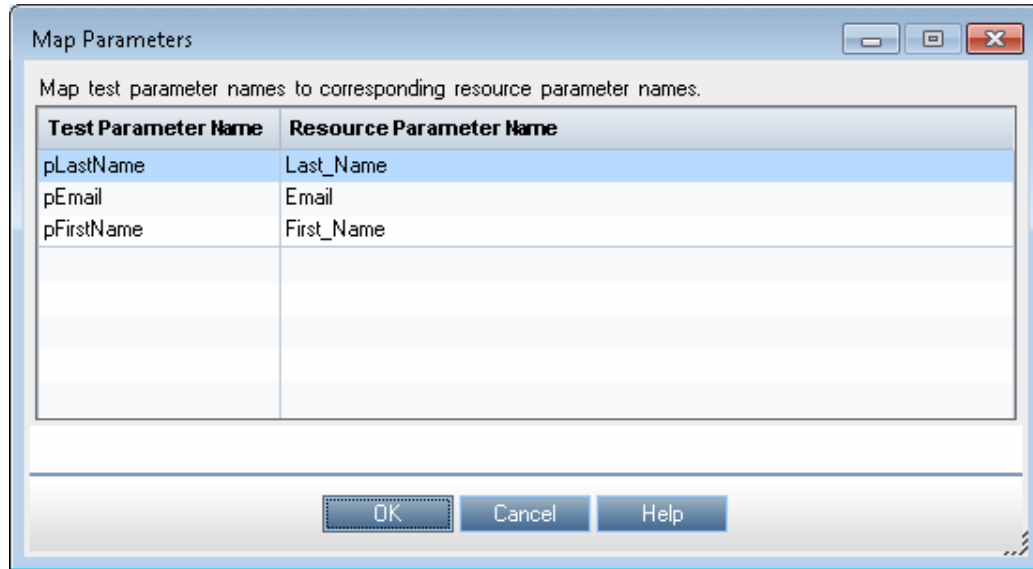 Map Parameters
Map test parameter names to corresponding resource parameter names.
Test Parameter Name Resource Parameter Name
pLastName Last_Name
pEmail Email
pFirstName First_Name
OK Cancel Help